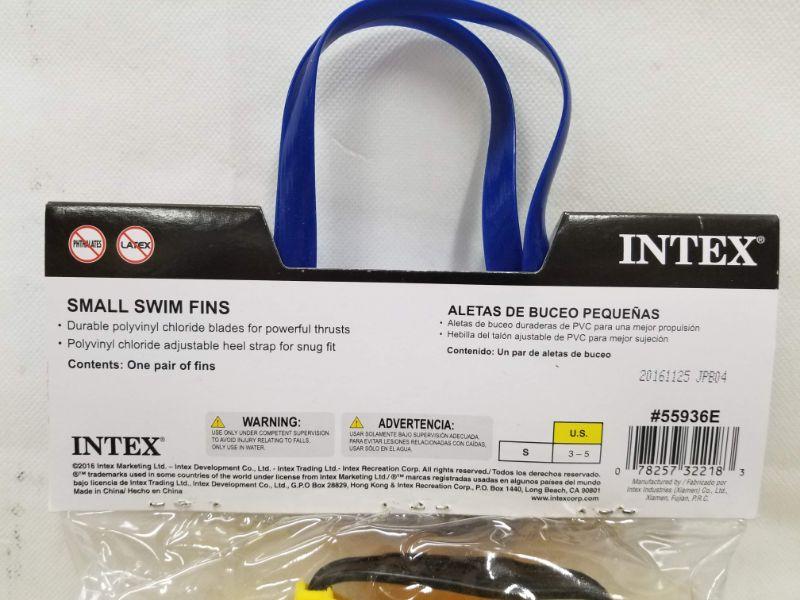 PHTHALATES
LATEX
INTEX®
SMALL SWIM FINS
• Durable polyvinyl chloride blades for powerful thrusts
• Polyvinyl chloride adjustable heel strap for snug fit
Contents: One pair of fins
ALETAS DE BUCEO PEQUEÑAS
• Aletas de buceo duraderas de PVC para una mejor propulsión
• Hebilla del talón ajustable de PVC para mejor sujeción
Contenido: Un par de aletas de buceo
20161125 JPB04
#55936E
WARNING:
USE ONLY UNDER COMPETENT SUPERVISION
TO AVOID INJURY RELATING TO FALLS.
ONLY USE IN WATER.
ADVERTENCIA:
USAR SOLAMENTE BAJO SUPERVISIÓN ADECUADA
PARA EVITAR LESIONES RELACIONADAS CON CAÍDAS.
USAR SÓLO EN EL AGUA.
U.S.
S 3 – 5
INTEX®
0 78257 32218 3
©2016 Intex Marketing Ltd. – Intex Development Co., Ltd. - Intex Trading Ltd.- Intex Recreation Corp. All rights reserved./Todos los derechos reservados.
®™ trademarks used in some countries of the world under license from Intex Marketing Ltd./®™ marcas registradas usadas en algunos países del mundo
bajo licencia de Intex Trading Ltd., Intex Development Co., Ltd., G.P.O Box 28829, Hong Kong & Intex Recreation Corp., P.O. Box 1440, Long Beach, CA 90801
Made in China/ Hecho en China
www.intexcorp.com
Manufactured by / Fabricado por
Intex Industries (Xiamen) Co., Ltd.
Xiamen, Fujian, P.R.C.